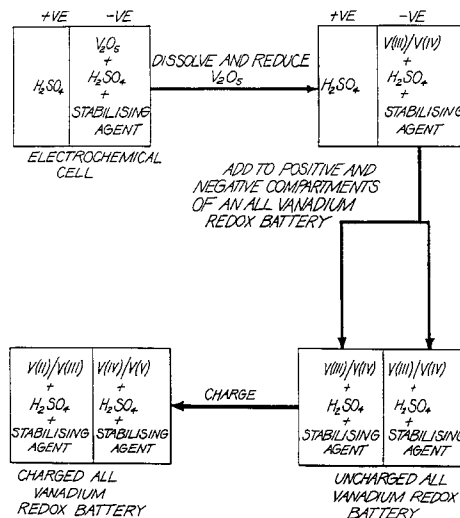 +VE -VE
V₂O₅
+
H₂SO₄ H₂SO₄
+
STABILISING
AGENT
ELECTROCHEMICAL
CELL
DISSOLVE AND REDUCE
V₂O₅
+VE -VE
V(III)/V(IV)
+
H₂SO₄ H₂SO₄
+
STABILISING
AGENT
ADD TO POSITIVE AND
NEGATIVE COMPARTMENTS
OF AN ALL VANADIUM
REDOX BATTERY
V(III)/V(IV) V(III)/V(IV)
+ +
H₂SO₄ H₂SO₄
+ +
STABILISING STABILISING
AGENT AGENT
UNCHARGED ALL
VANADIUM REDOX
BATTERY
CHARGE
V(II)/V(III) V(IV)/V(V)
+ +
H₂SO₄ H₂SO₄
+ +
STABILISING STABILISING
AGENT AGENT
CHARGED ALL
VANADIUM
REDOX BATTERY